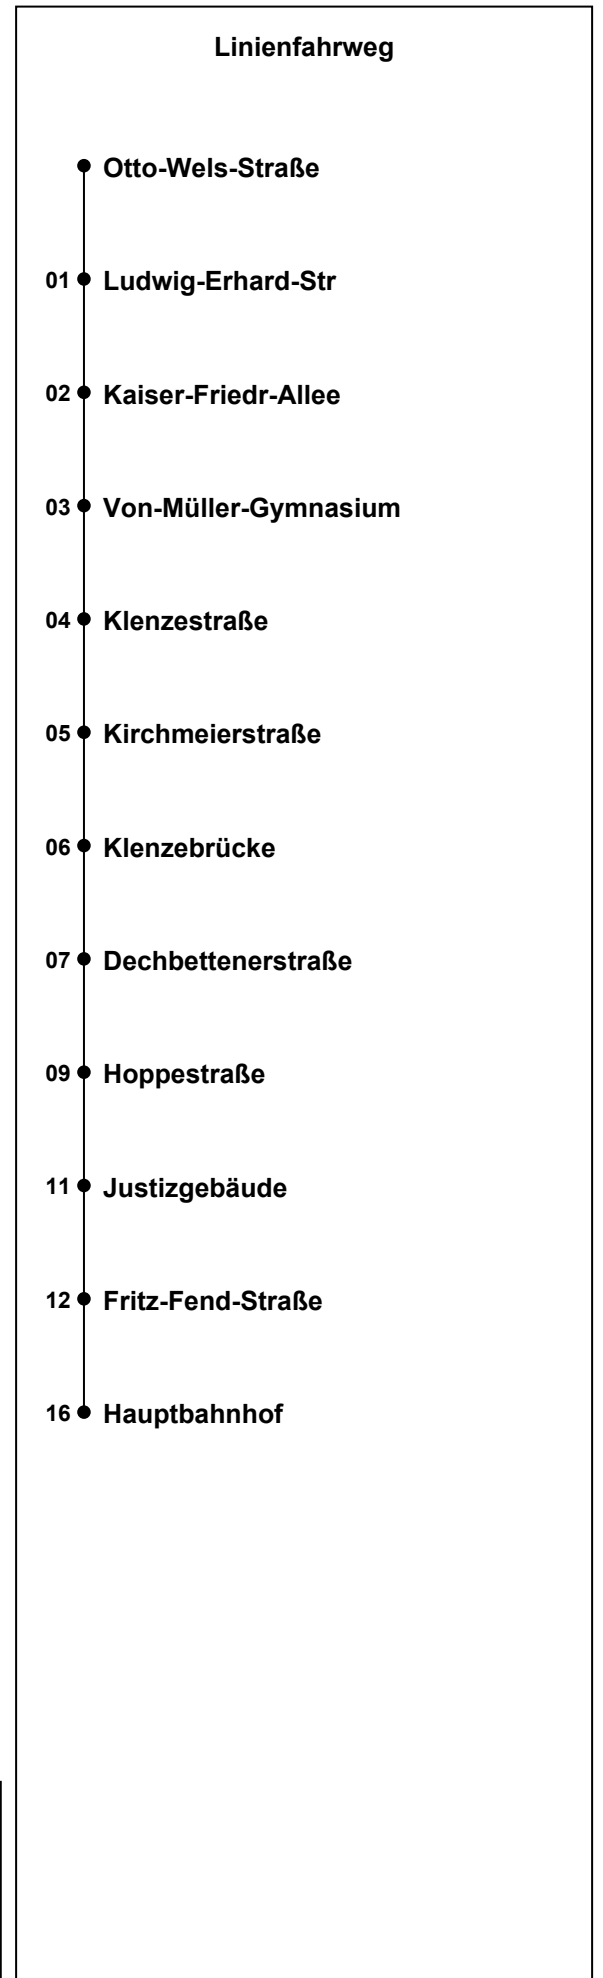 Linienfahrweg
Otto-Wels-Straße
01 Ludwig-Erhard-Str
02 Kaiser-Friedr-Allee
03 Von-Müller-Gymnasium
04 Klenzestraße
05 Kirchmeierstraße
06 Klenzebrücke
07 Dechbettenerstraße
09 Hoppestraße
11 Justizgebäude
12 Fritz-Fend-Straße
16 Hauptbahnhof